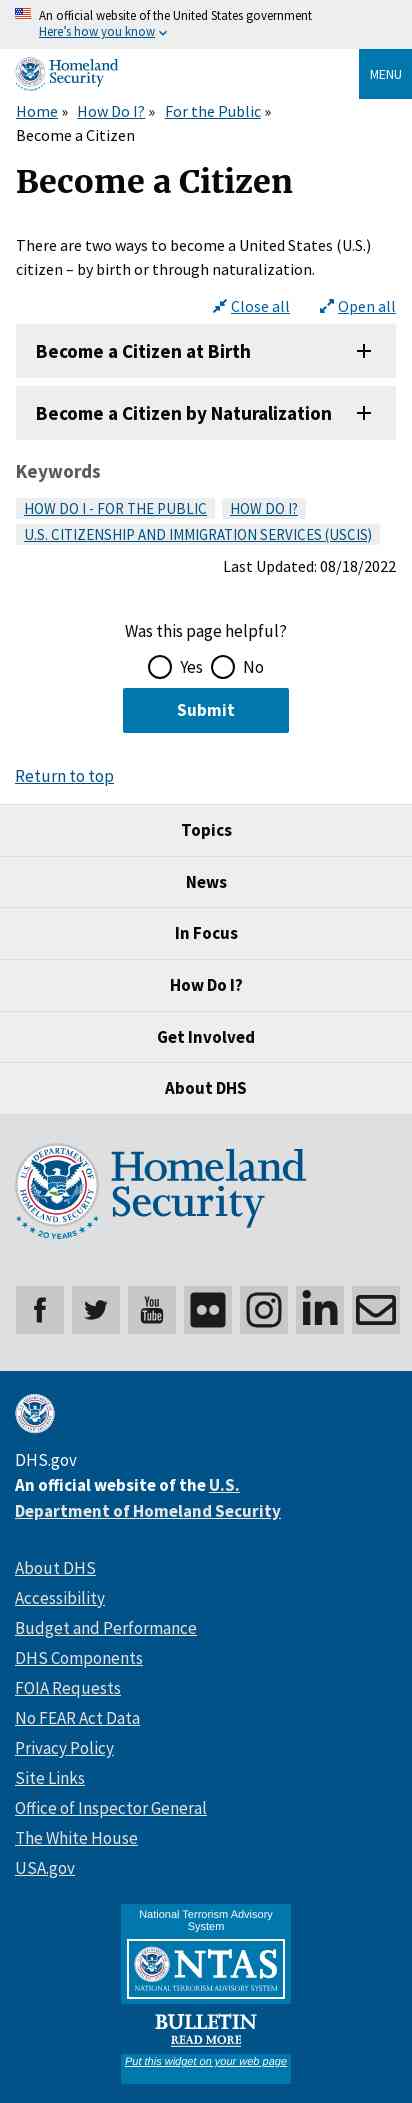 An official website of the United States government
Here's how you know
Homeland
Security
MENU
Home » How Do I? » For the Public »
Become a Citizen
Become a Citizen
There are two ways to become a United States (U.S.)
citizen – by birth or through naturalization.
Close all Open all
Become a Citizen at Birth
Become a Citizen by Naturalization
Keywords
HOW DO I - FOR THE PUBLIC HOW DO I?
U.S. CITIZENSHIP AND IMMIGRATION SERVICES (USCIS)
Last Updated: 08/18/2022
Was this page helpful?
Yes No
Submit
Return to top
Topics
News
In Focus
How Do I?
Get Involved
About DHS
U.S. DEPARTMENT OF
HOMELAND SECURITY
20 YEARS
Homeland
Security
You
Tube
in
DHS.gov
An official website of the U.S.
Department of Homeland Security
About DHS
Accessibility
Budget and Performance
DHS Components
FOIA Requests
No FEAR Act Data
Privacy Policy
Site Links
Office of Inspector General
The White House
USA.gov
National Terrorism Advisory
System
NTAS
NATIONAL TERRORISM ADVISORY SYSTEM
BULLETIN
READ MORE
Put this widget on your web page